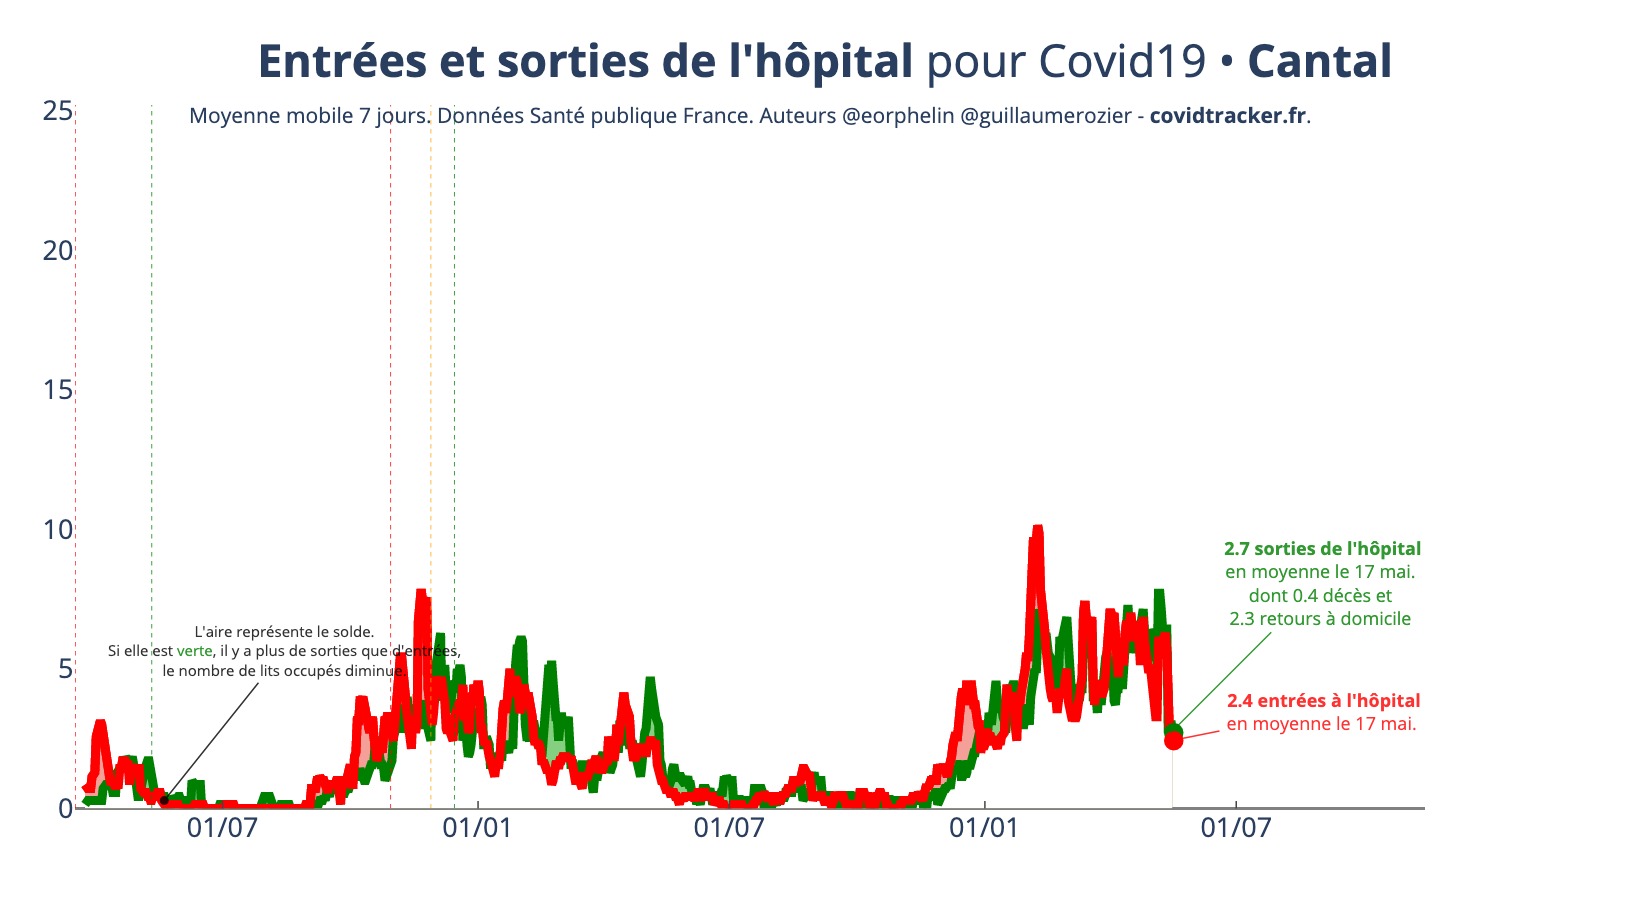 Entrées et sorties de l'hôpital pour Covid19 • Cantal
Moyenne mobile 7 jours. Données Santé publique France. Auteurs @eorphelin @guillaumerozier - covidtracker.fr.
25
20
15
10
5
0
L'aire représente le solde.
Si elle est verte, il y a plus de sorties que d'entrées,
le nombre de lits occupés diminue.
2.7 sorties de l'hôpital
en moyenne le 17 mai.
dont 0.4 décès et
2.3 retours à domicile
2.4 entrées à l'hôpital
en moyenne le 17 mai.
01/07
01/01
01/07
01/01
01/07